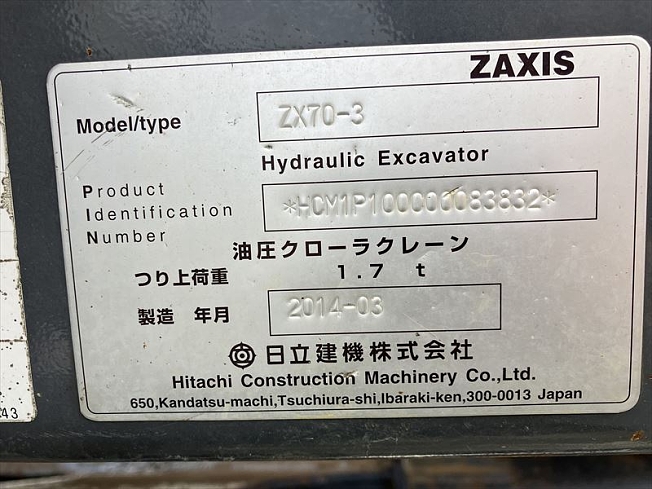 ZAXIS
Model/type ZX70-3
Hydraulic Excavator
Product
Identification *HCM1P100000083832*
Number
油圧クローラクレーン
つり上荷重 1.7 t
製造 年月 2014-03
日立建機株式会社
Hitachi Construction Machinery Co.,Ltd.
650,Kandatsu-machi,Tsuchiura-shi,Ibaraki-ken,300-0013 Japan
43